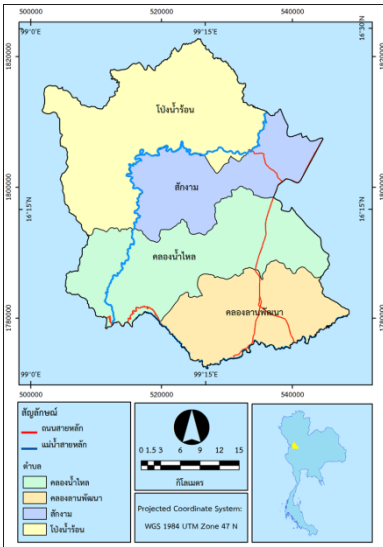 500000 520000 540000
99°0'E 99°15'E 16°30'N
1820000 1820000
โป่งน้ำร้อน
1800000 1800000
สักงาม
16°15'N 16°15'N
คลองน้ำไหล
คลองลานพัฒนา
1780000 1780000
99°0'E 99°15'E
500000 520000 540000
สัญลักษณ์
ถนนสายหลัก
แม่น้ำสายหลัก
ตำบล
คลองน้ำไหล
คลองลานพัฒนา
สักงาม
โป่งน้ำร้อน
N
0 1.5 3 6 9 12 15
กิโลเมตร
Projected Coordinate System:
WGS 1984 UTM Zone 47 N